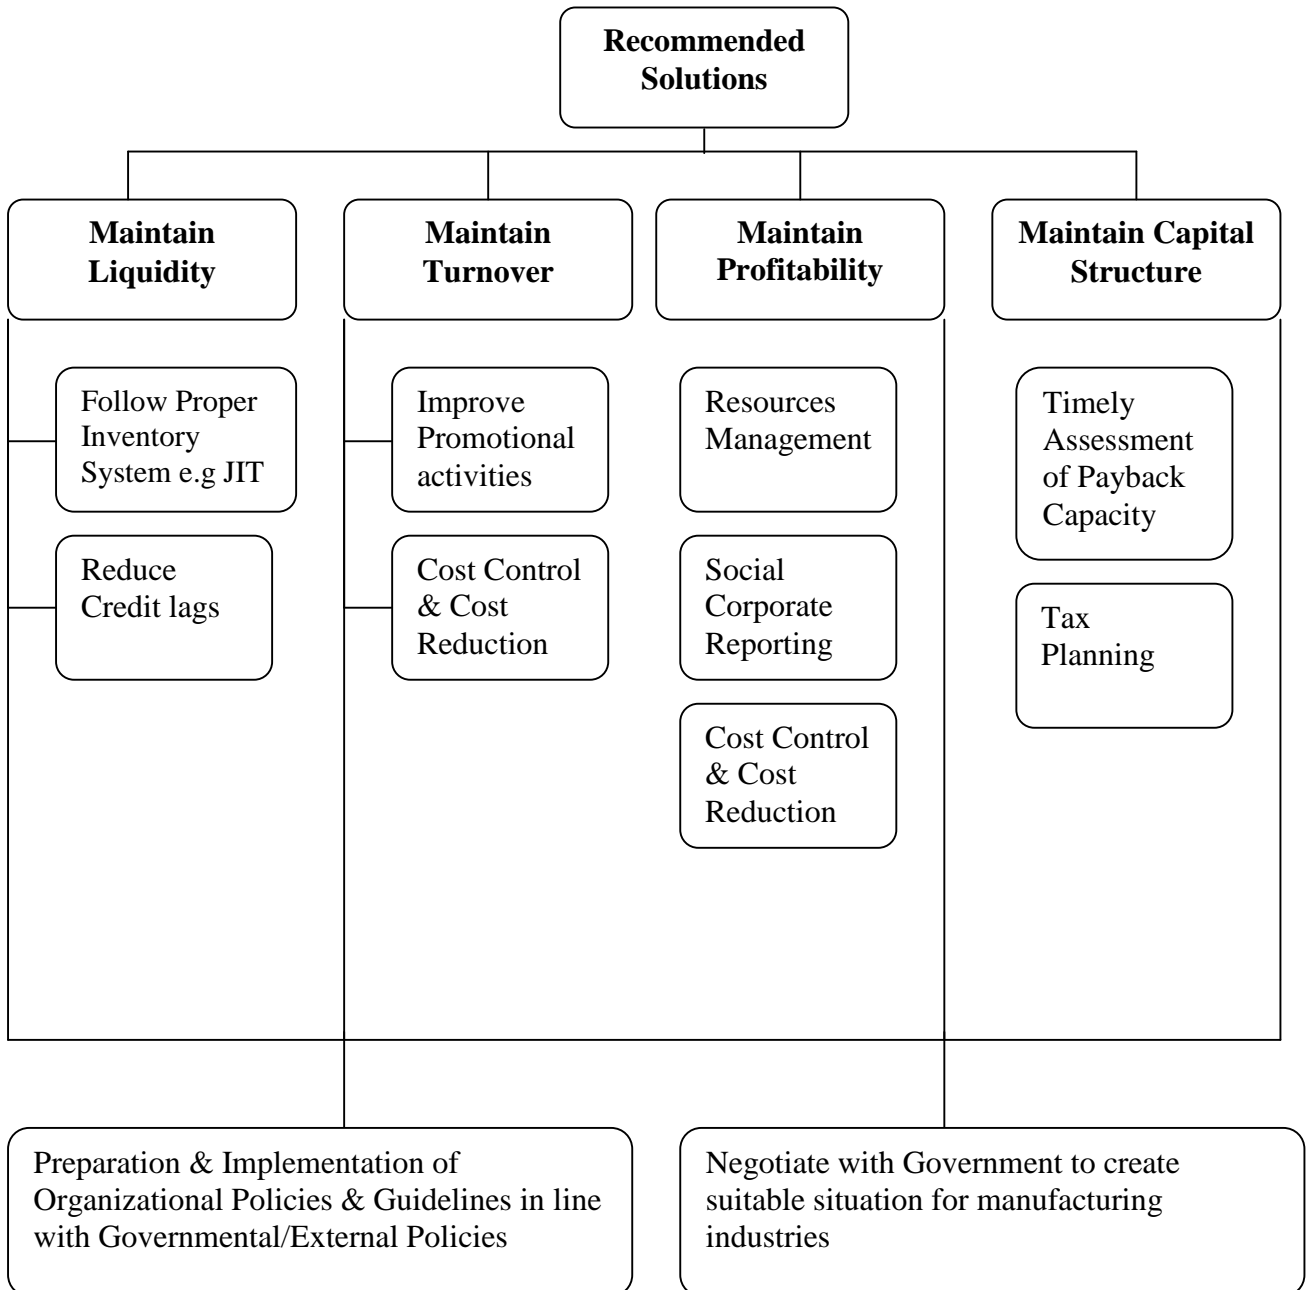 Recommended
Solutions
Maintain
Liquidity
Maintain
Turnover
Maintain
Profitability
Maintain Capital
Structure
Follow Proper
Inventory
System e.g JIT
Reduce
Credit lags
Improve
Promotional
activities
Cost Control
& Cost
Reduction
Resources
Management
Social
Corporate
Reporting
Cost Control
& Cost
Reduction
Timely
Assessment
of Payback
Capacity
Tax
Planning
Preparation & Implementation of
Organizational Policies & Guidelines in line
with Governmental/External Policies
Negotiate with Government to create
suitable situation for manufacturing
industries